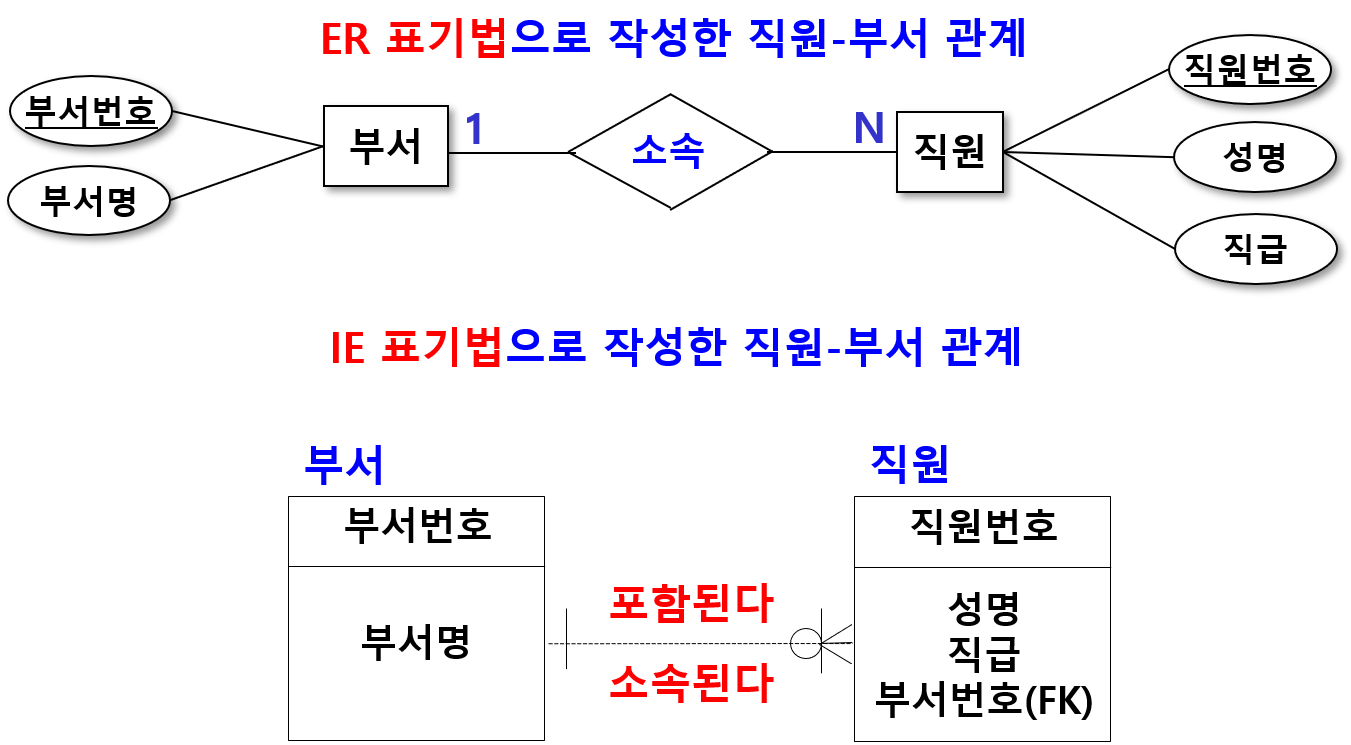 ER 표기법으로 작성한 직원-부서 관계
부서번호
부서명
부서
1
소속
N
직원
직원번호
성명
직급
IE 표기법으로 작성한 직원-부서 관계
부서
부서번호
부서명
포함된다
소속된다
직원
직원번호
성명
직급
부서번호(FK)